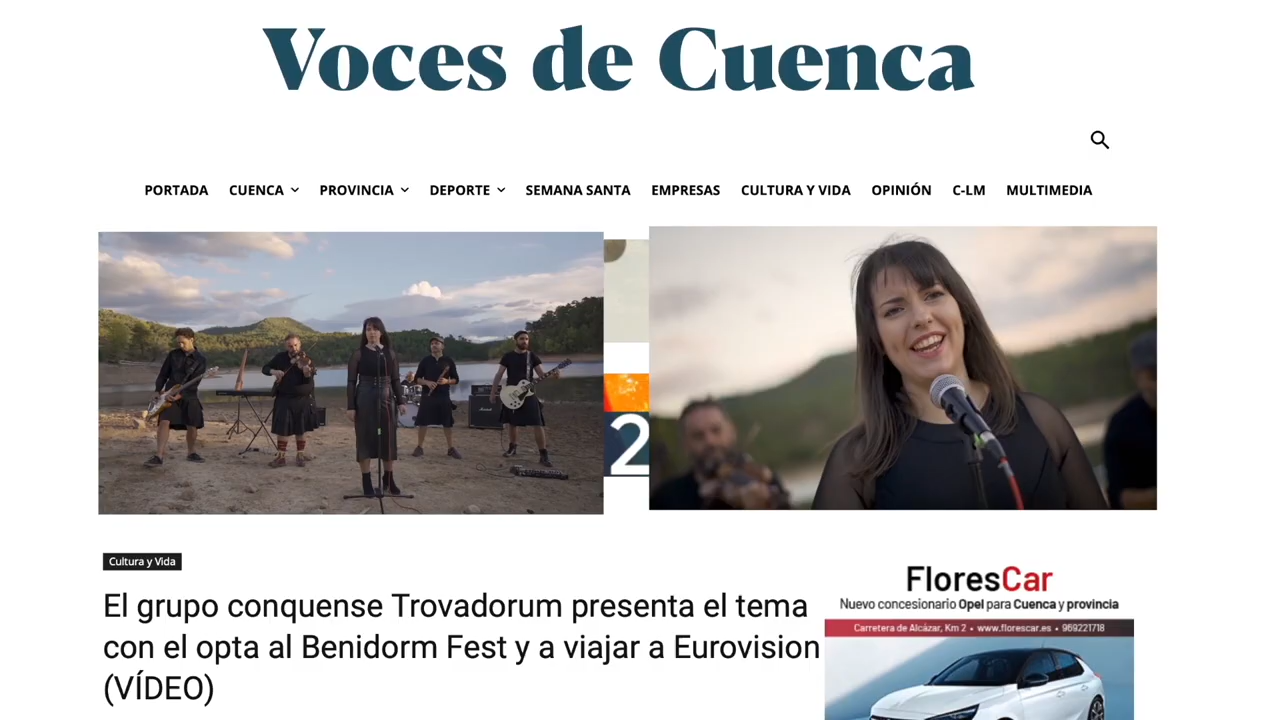 Voces de Cuenca
PORTADA CUENCA PROVINCIA DEPORTE SEMANA SANTA EMPRESAS CULTURA Y VIDA OPINIÓN C-LM MULTIMEDIA
2
Cultura y Vida
El grupo conquense Trovadorum presenta el tema
con el opta al Benidorm Fest y a viajar a Eurovision
(VÍDEO)
FloresCar
Nuevo concesionario Opel para Cuenca y provincia
Carretera de Alcázar, Km 2 • www.florescar.es • 969221718